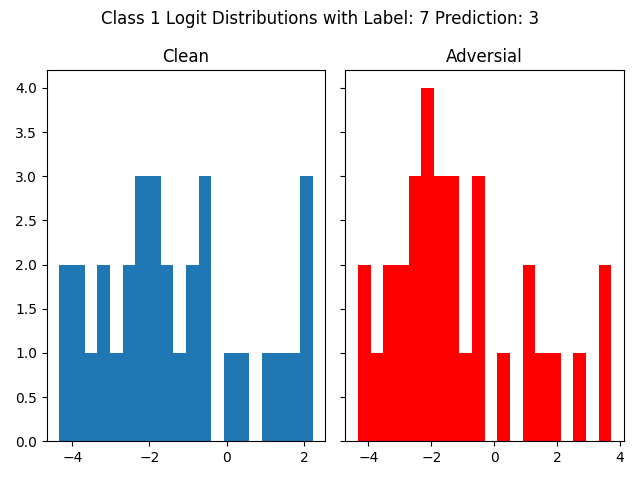 Class 1 Logit Distributions with Label: 7 Prediction: 3
Clean
Adversial
4.0
3.5
3.0
2.5
2.0
1.5
1.0
0.5
0.0
−4 −2 0 2
−4 −2 0 2 4